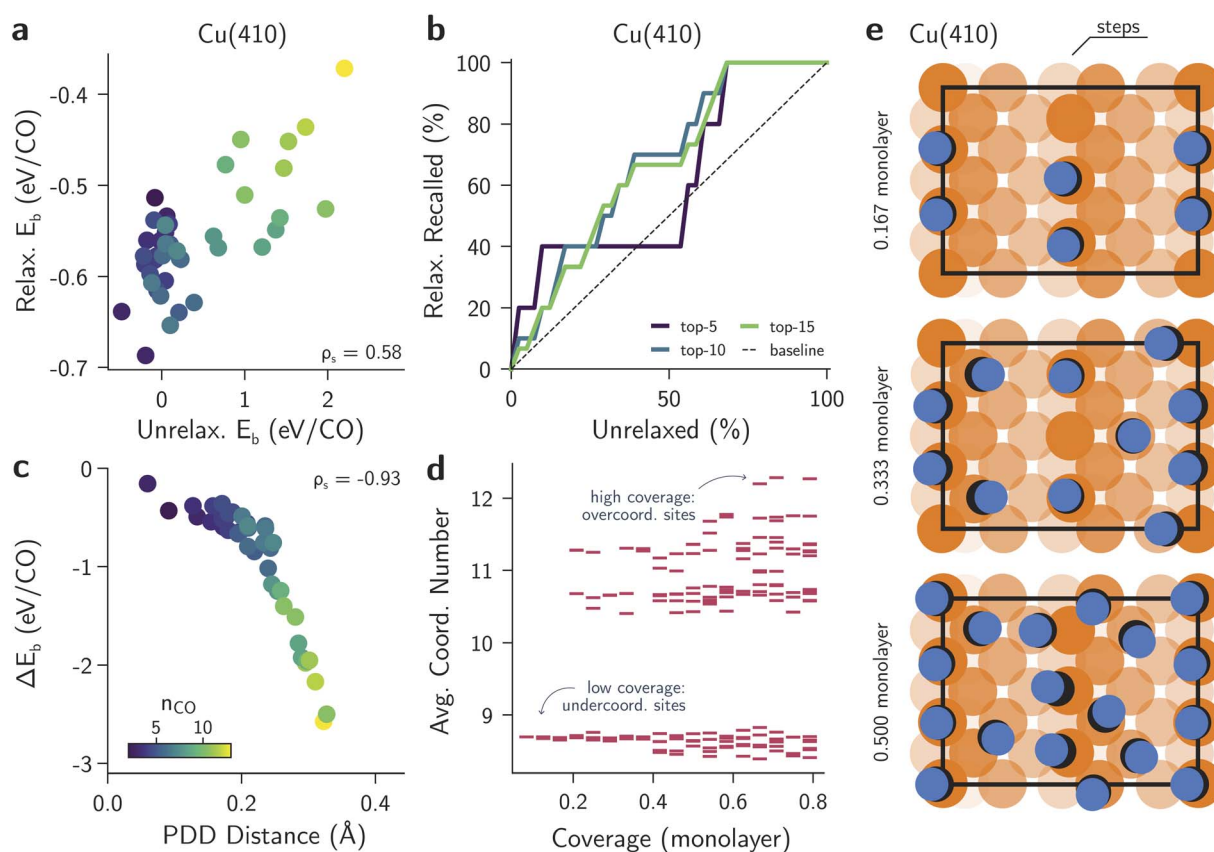 a
Cu(410)
Relax. E_b (eV/CO)
-0.4
-0.5
-0.6
-0.7
ρ_s = 0.58
0
1
2
Unrelax. E_b (eV/CO)
b
Cu(410)
Relax. Recalled (%)
100
80
60
40
20
0
top-5
top-15
top-10
baseline
0
100
Unrelaxed (%)
c
ΔE_b (eV/CO)
0
-1
-2
-3
ρ_s = -0.93
n_CO
5
10
0.0
0.2
0.4
PDD Distance (Å)
d
Avg. Coord. Number
12
11
10
9
high coverage:
overcoord. sites
low coverage:
undercoord. sites
0.2
0.4
0.6
0.8
Coverage (monolayer)
e
Cu(410)
steps
0.167 monolayer
0.333 monolayer
0.500 monolayer